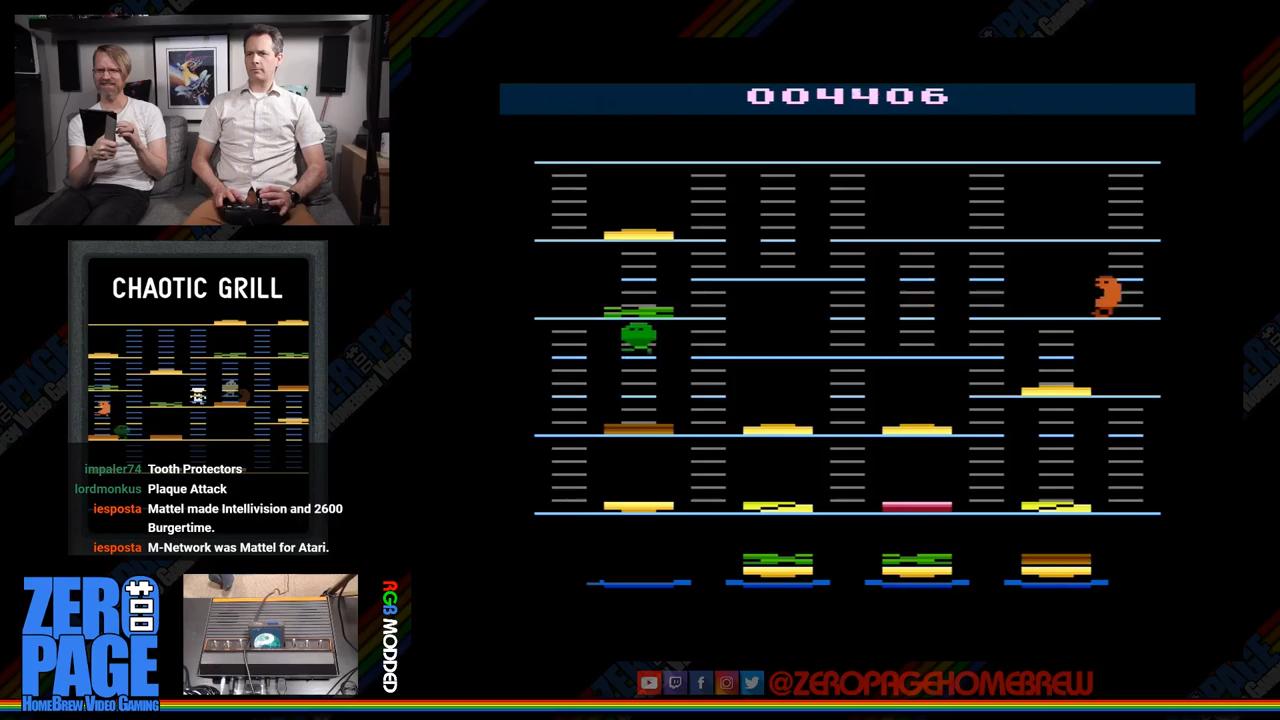 004406
CHAOTIC GRILL
impaler74 Tooth Protectors
lordmonkus Plaque Attack
iesposta Mattel made Intellivision and 2600
Burgertime.
iesposta M-Network was Mattel for Atari.
ZERO
PAGE
HOMEBREW VIDEO GAMING
RGB MODDED
@ZEROPAGEHOMEBREW